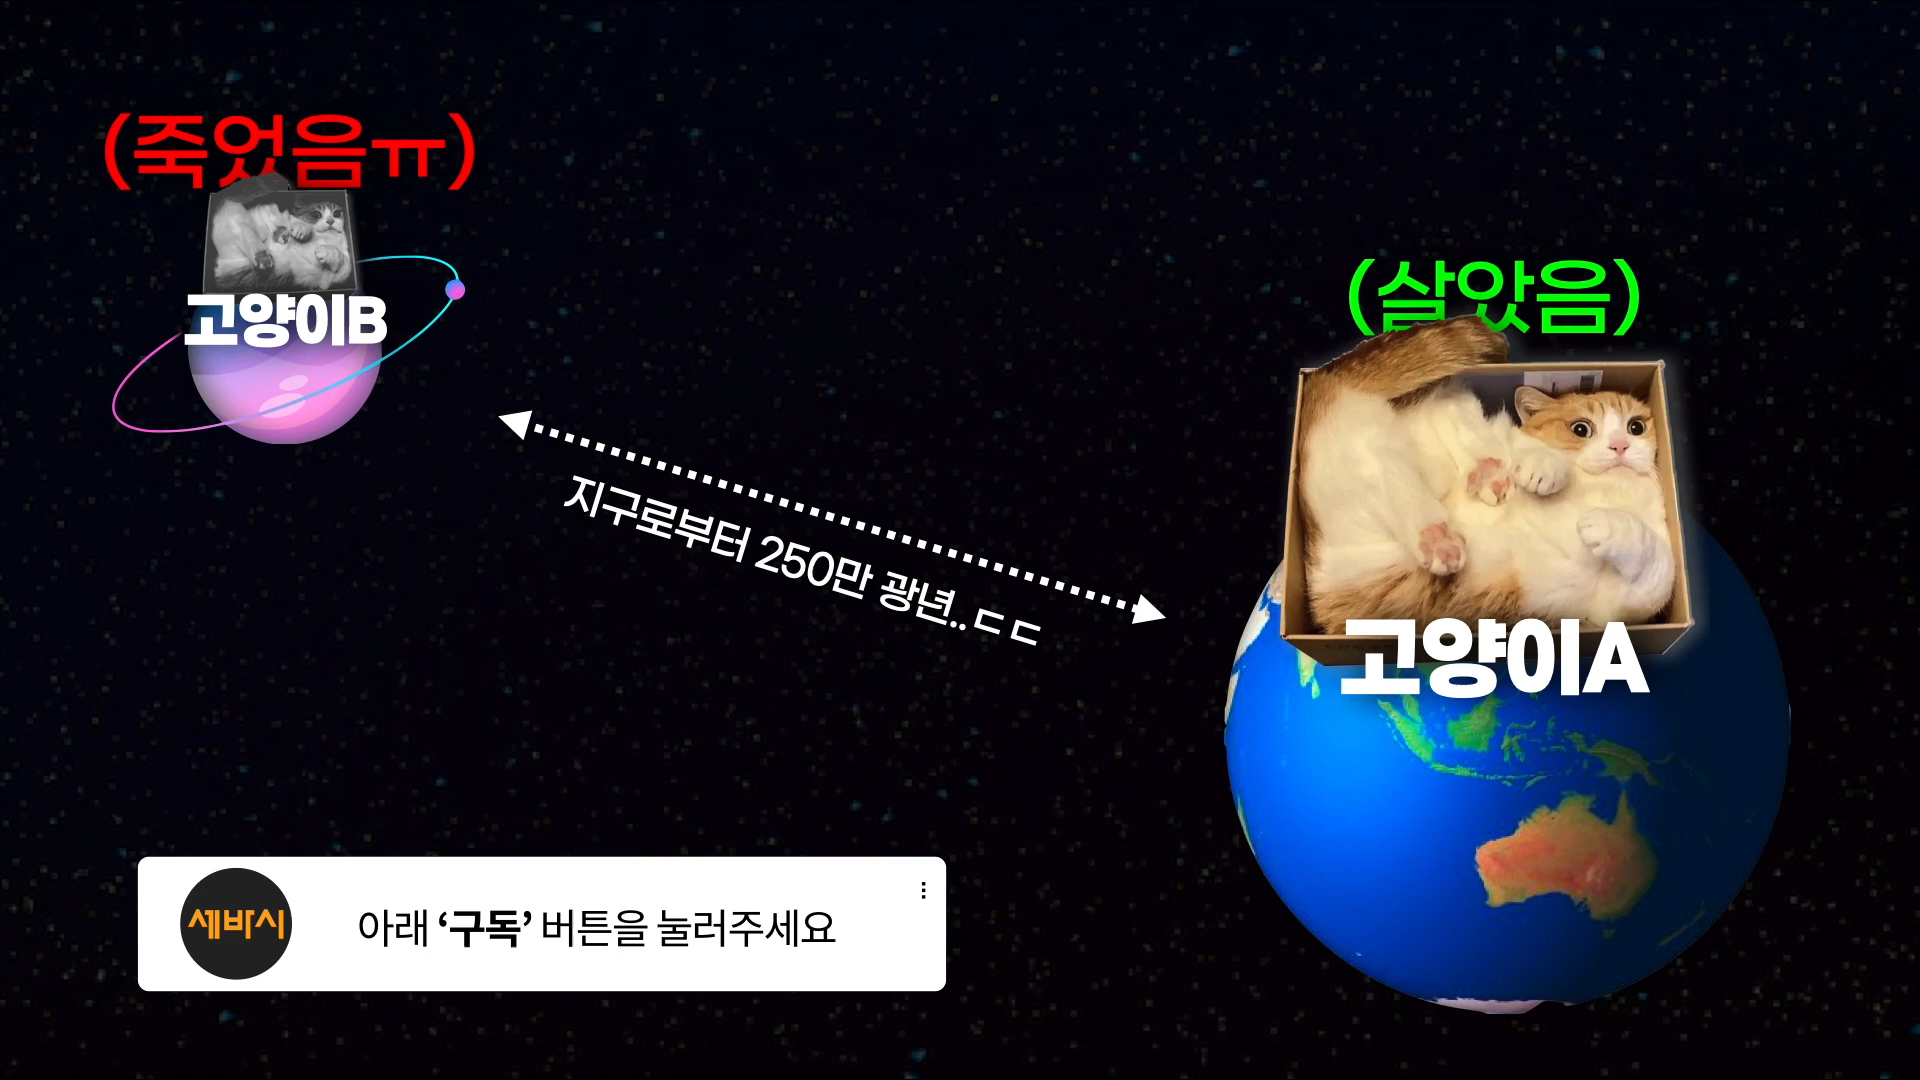 (죽었음ㅠ)
고양이B
(살았음)
고양이A
지구로부터 250만 광년..ㄷㄷ
세바시
아래 ‘구독’ 버튼을 눌러주세요